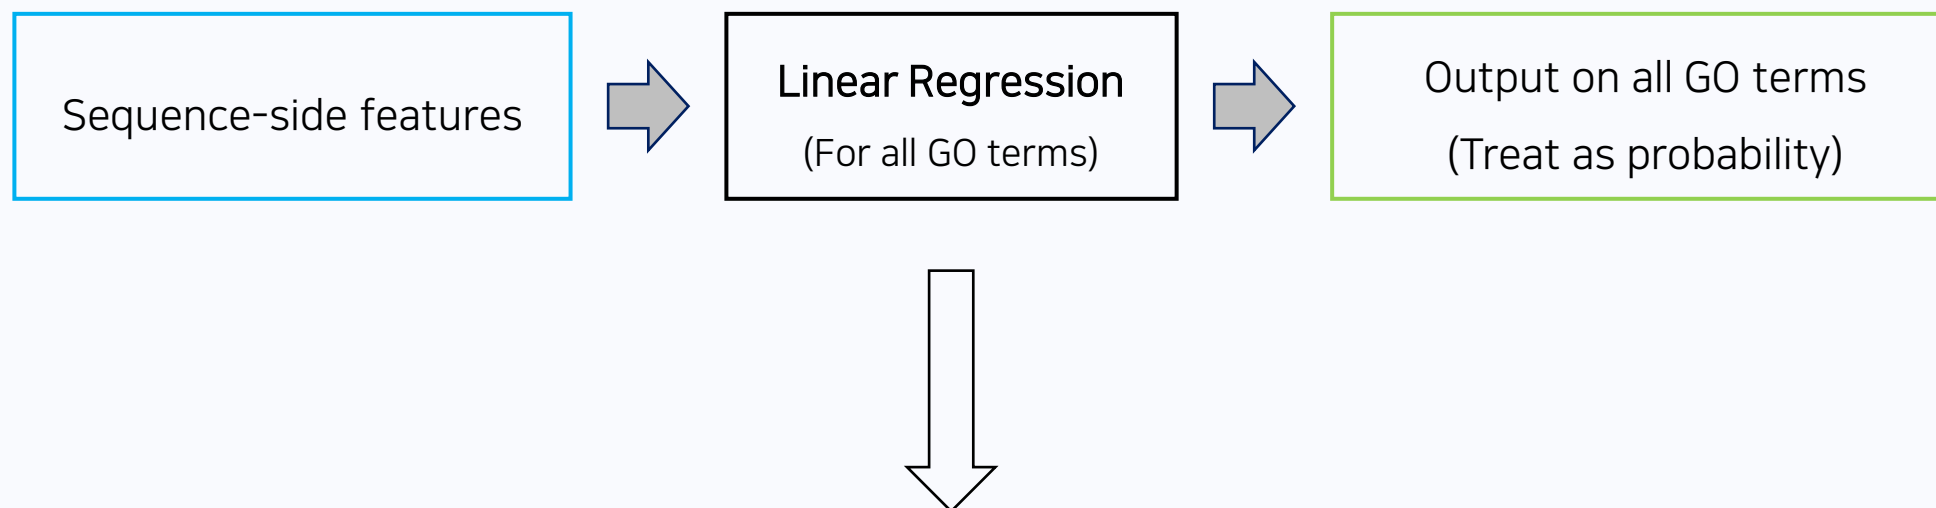 Sequence-side features
Linear Regression
(For all GO terms)
Output on all GO terms
(Treat as probability)